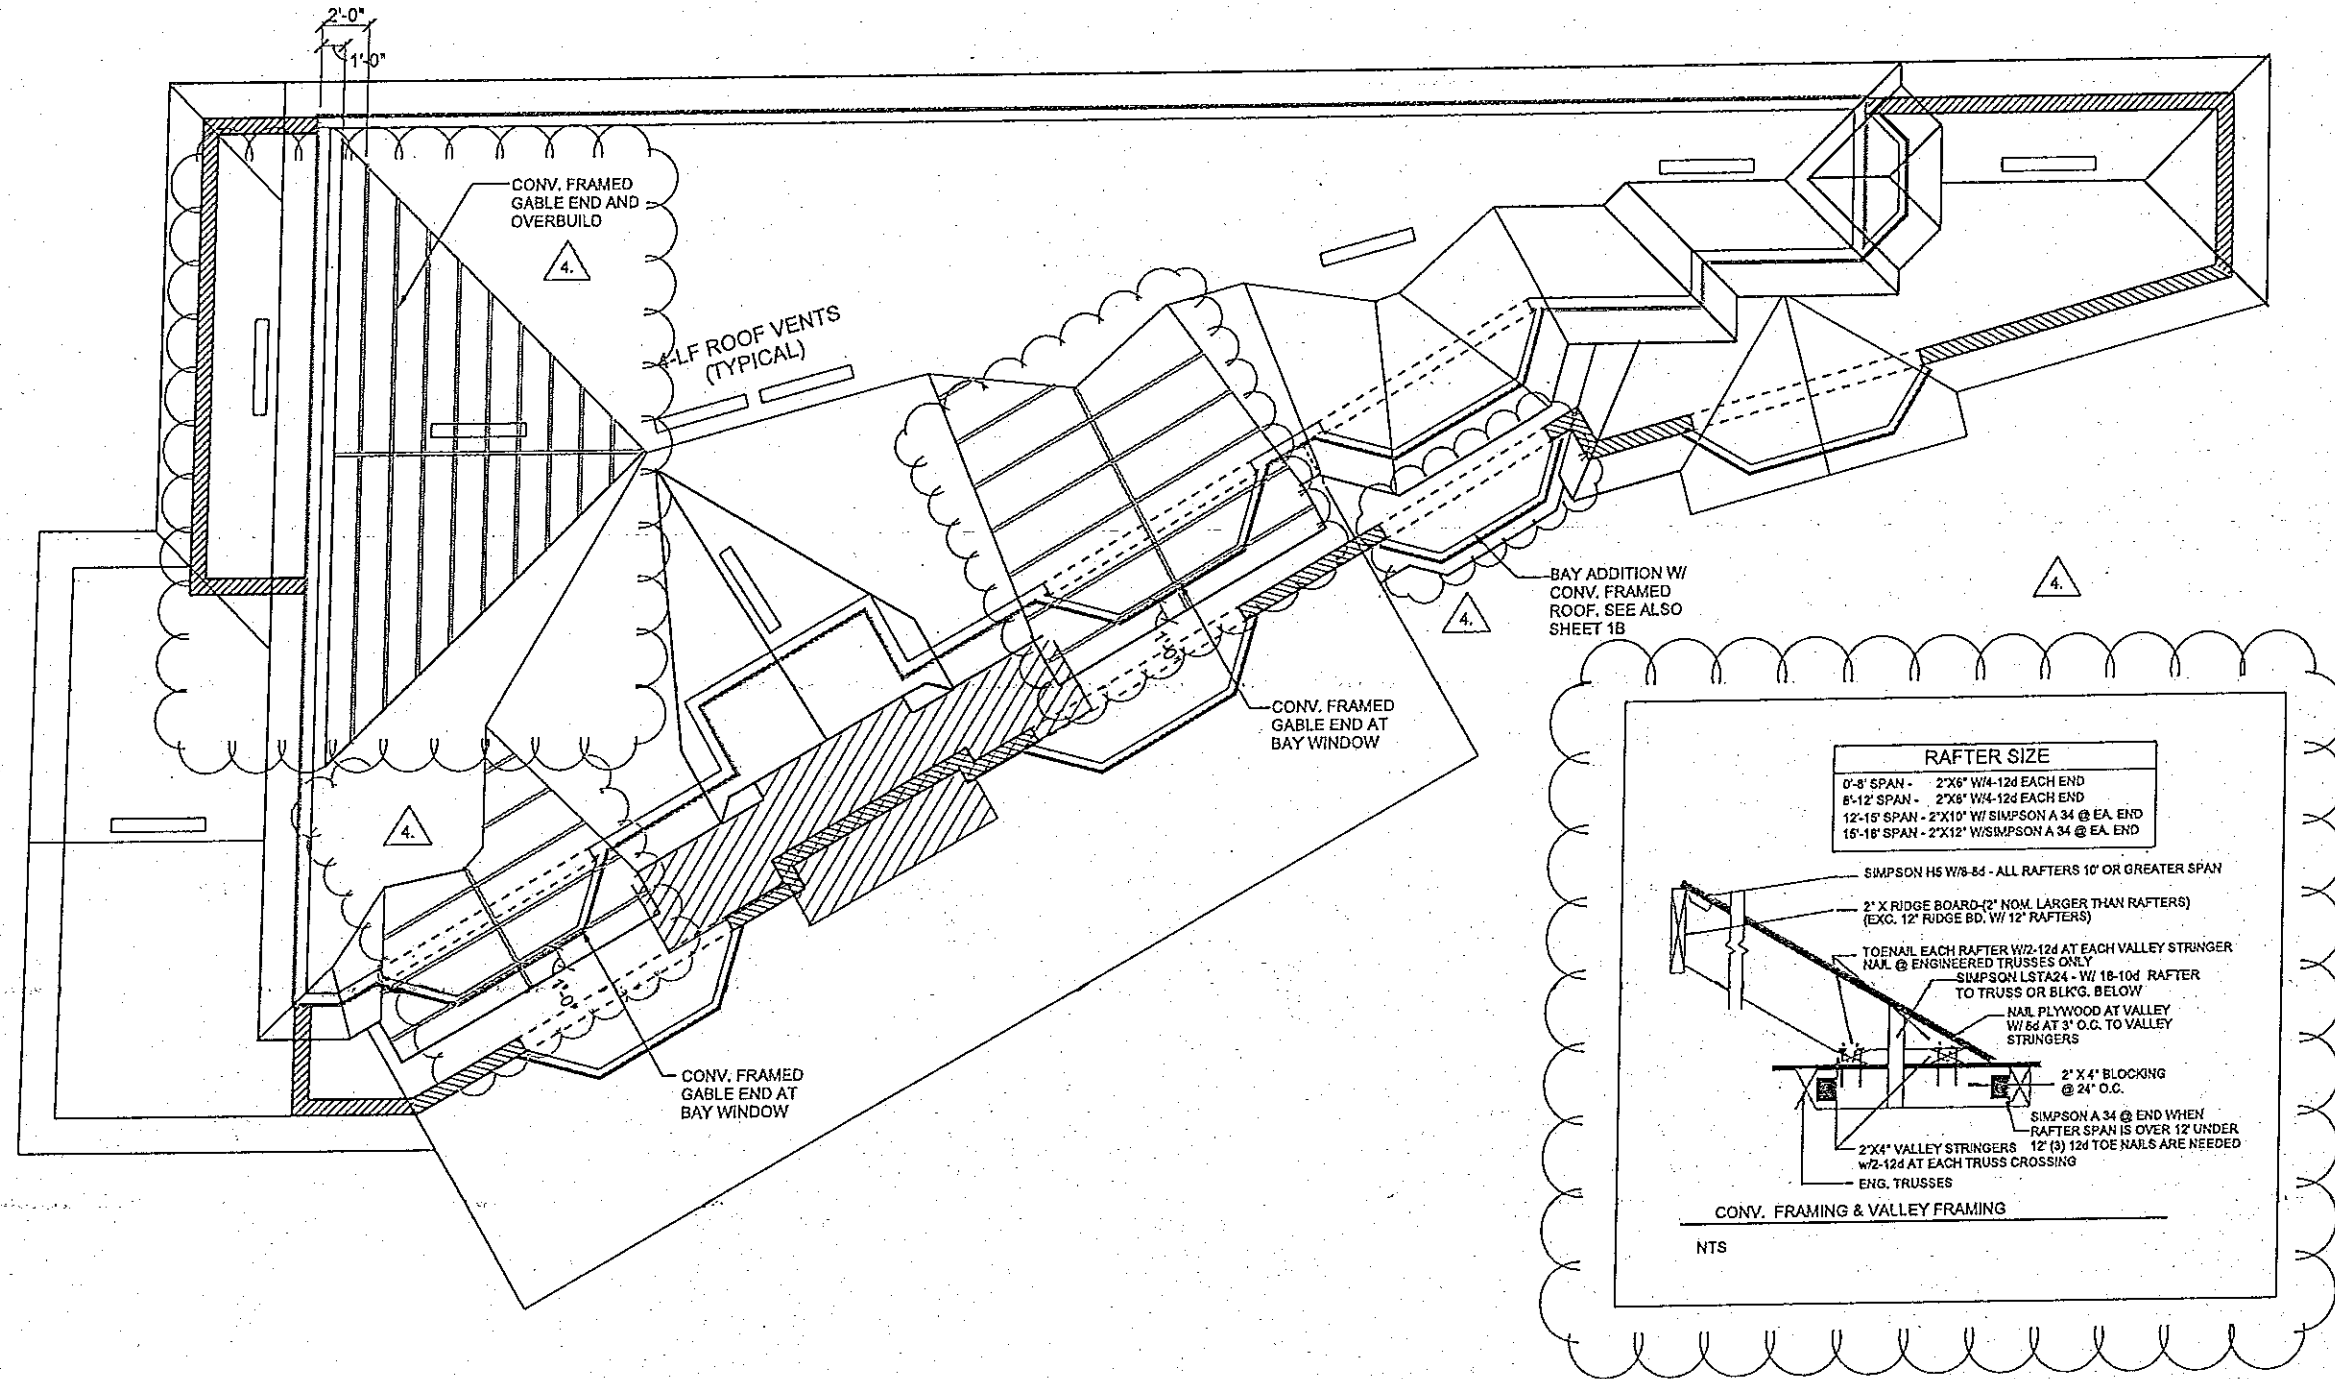 2'-0"
1'-0"
CONV. FRAMED
GABLE END AND
OVERBUILD
4.
-LF ROOF VENTS
(TYPICAL)
BAY ADDITION W/
CONV. FRAMED
ROOF. SEE ALSO
SHEET 1B
4.
4.
CONV. FRAMED
GABLE END AT
BAY WINDOW
4.
CONV. FRAMED
GABLE END AT
BAY WINDOW
RAFTER SIZE
0'-8' SPAN - 2"X6" W/4-12d EACH END
8'-12' SPAN - 2"X8" W/4-12d EACH END
12'-15' SPAN - 2"X10" W/ SIMPSON A 34 @ EA. END
15'-18' SPAN - 2"X12" W/SIMPSON A 34 @ EA. END
SIMPSON H5 W/8-8d - ALL RAFTERS 10' OR GREATER SPAN
2" X RIDGE BOARD-(2" NOM. LARGER THAN RAFTERS)
(EXC. 12" RIDGE BD. W/ 12" RAFTERS)
TOENAIL EACH RAFTER W/2-12d AT EACH VALLEY STRINGER
NAIL @ ENGINEERED TRUSSES ONLY
SIMPSON LSTA24 - W/ 18-10d RAFTER
TO TRUSS OR BLK'G. BELOW
NAIL PLYWOOD AT VALLEY
W/ 8d AT 3" O.C. TO VALLEY
STRINGERS
2" X 4" BLOCKING
@ 24" O.C.
SIMPSON A 34 @ END WHEN
RAFTER SPAN IS OVER 12' UNDER
12' (3) 12d TOE NAILS ARE NEEDED
2"X4" VALLEY STRINGERS
w/2-12d AT EACH TRUSS CROSSING
ENG. TRUSSES
CONV. FRAMING & VALLEY FRAMING
NTS